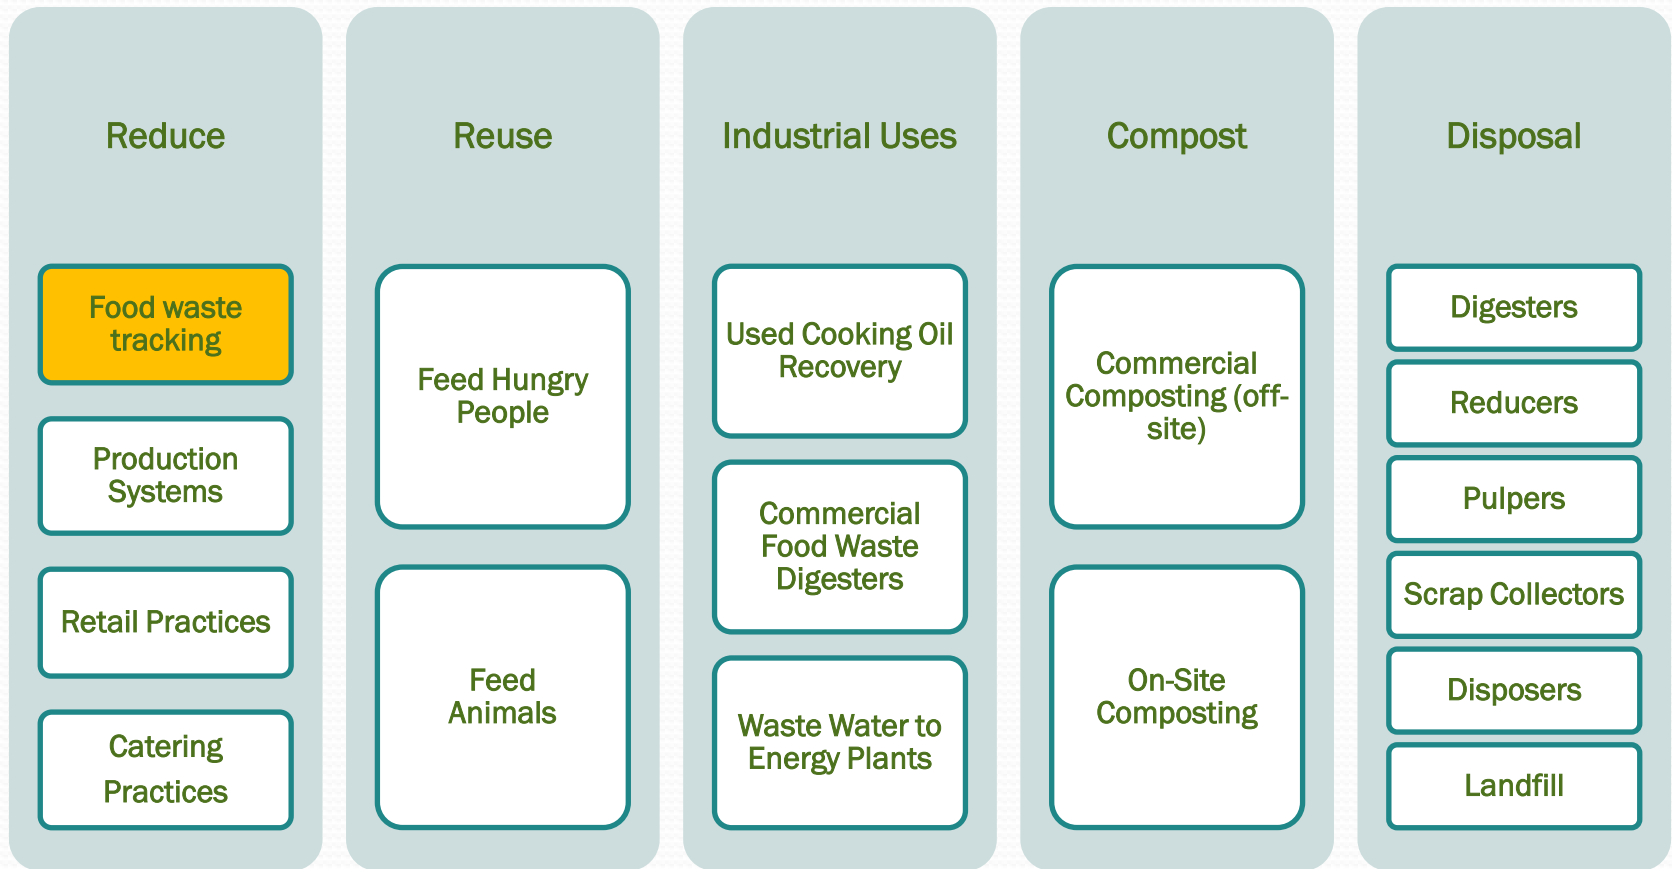 Reduce
Food waste
tracking
Production
Systems
Retail Practices
Catering
Practices
Reuse
Feed Hungry
People
Feed
Animals
Industrial Uses
Used Cooking Oil
Recovery
Commercial
Food Waste
Digesters
Waste Water to
Energy Plants
Compost
Commercial
Composting (off-
site)
On-Site
Composting
Disposal
Digesters
Reducers
Pulpers
Scrap Collectors
Disposers
Landfill